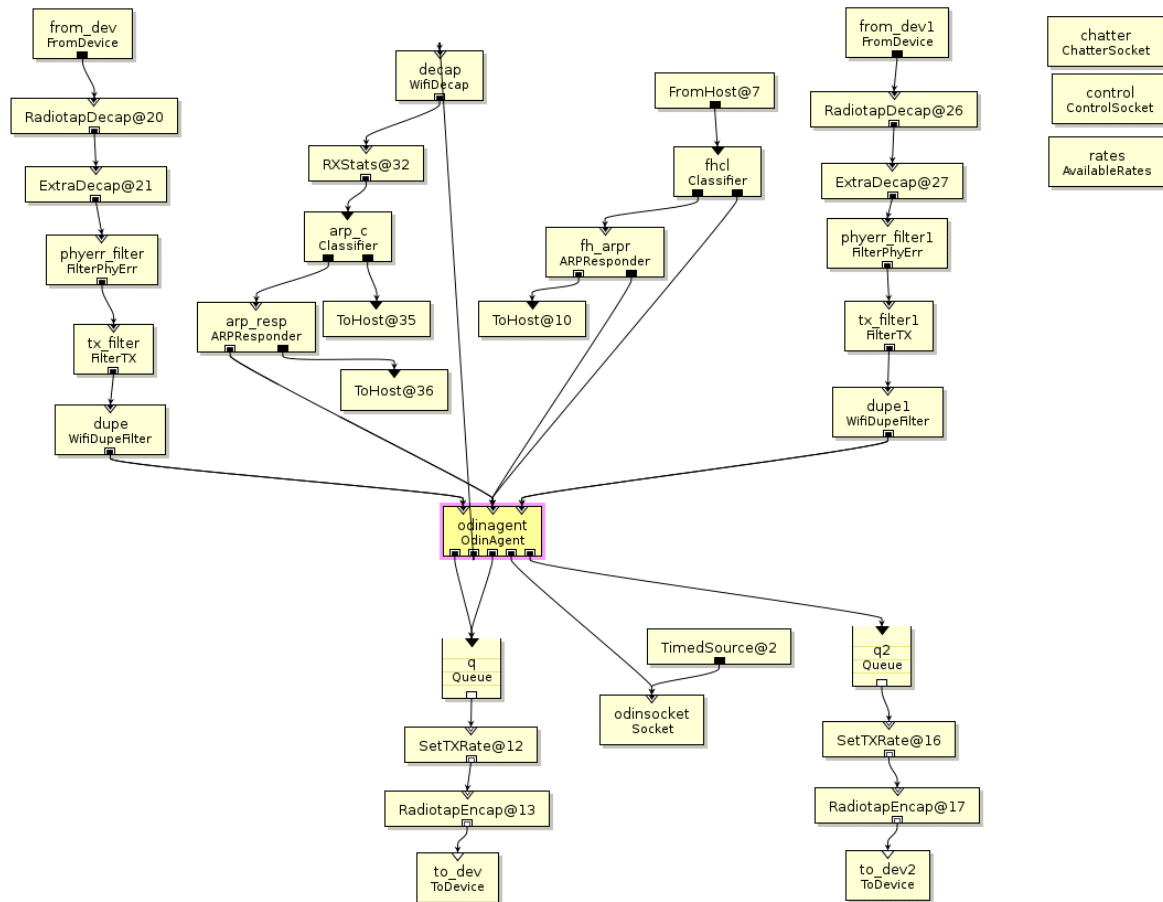 from_dev
FromDevice
decap
WifiDecap
from_dev1
FromDevice
chatter
ChatterSocket
RadiotapDecap@20
FromHost@7
RadiotapDecap@26
control
ControlSocket
ExtraDecap@21
RXStats@32
fhcl
Classifier
ExtraDecap@27
rates
AvailableRates
phyerr_filter
FilterPhyErr
arp_c
Classifier
fh_arpr
ARPResponder
phyerr_filter1
FilterPhyErr
tx_filter
FilterTX
arp_resp
ARPResponder
ToHost@35
ToHost@10
tx_filter1
FilterTX
ToHost@36
dupe
WifiDupeFilter
dupe1
WifiDupeFilter
odinagent
OdinAgent
q
Queue
TimedSource@2
q2
Queue
odinsocket
Socket
SetTXRate@12
SetTXRate@16
RadiotapEncap@13
RadiotapEncap@17
to_dev
ToDevice
to_dev2
ToDevice